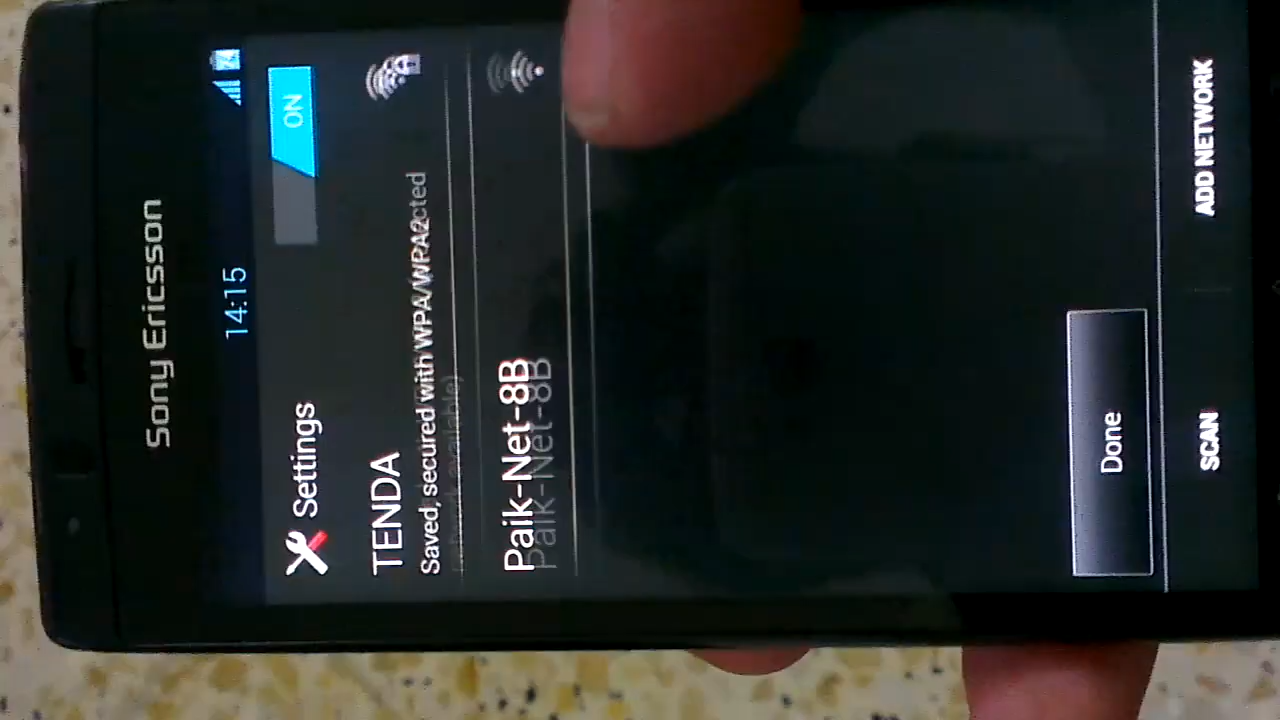 Sony Ericsson
14:15
Settings
ON
TENDA
Saved, secured with WPA/WPA2
Paik-Net-8B
Done
SCAN
ADD NETWORK